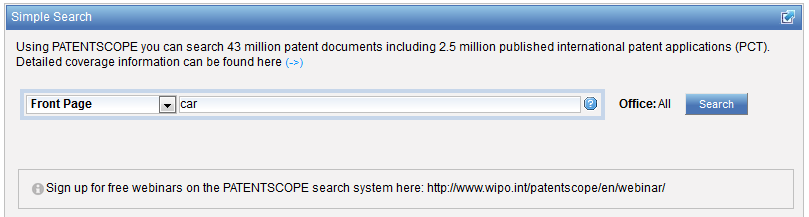 Simple Search
Using PATENTSCOPE you can search 43 million patent documents including 2.5 million published international patent applications (PCT).
Detailed coverage information can be found here (->)
Front Page car ? Office: All Search
Sign up for free webinars on the PATENTSCOPE search system here: http://www.wipo.int/patentscope/en/webinar/